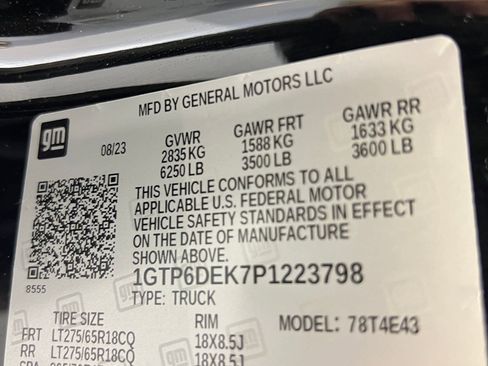 MFD BY GENERAL MOTORS LLC
gm
08/23 GVWR GAWR FRT GAWR RR
2835 KG 1588 KG 1633 KG
6250 LB 3500 LB 3600 LB
THIS VEHICLE CONFORMS TO ALL
APPLICABLE U.S. FEDERAL MOTOR
VEHICLE SAFETY STANDARDS IN EFFECT
ON THE DATE OF MANUFACTURE
SHOWN ABOVE.
8555 1GTP6DEK7P1223798
TYPE: TRUCK
TIRE SIZE RIM MODEL: 78T4E43
FRT LT275/65R18CQ 18X8.5J
RR LT275/65R18CQ 18X8.5J